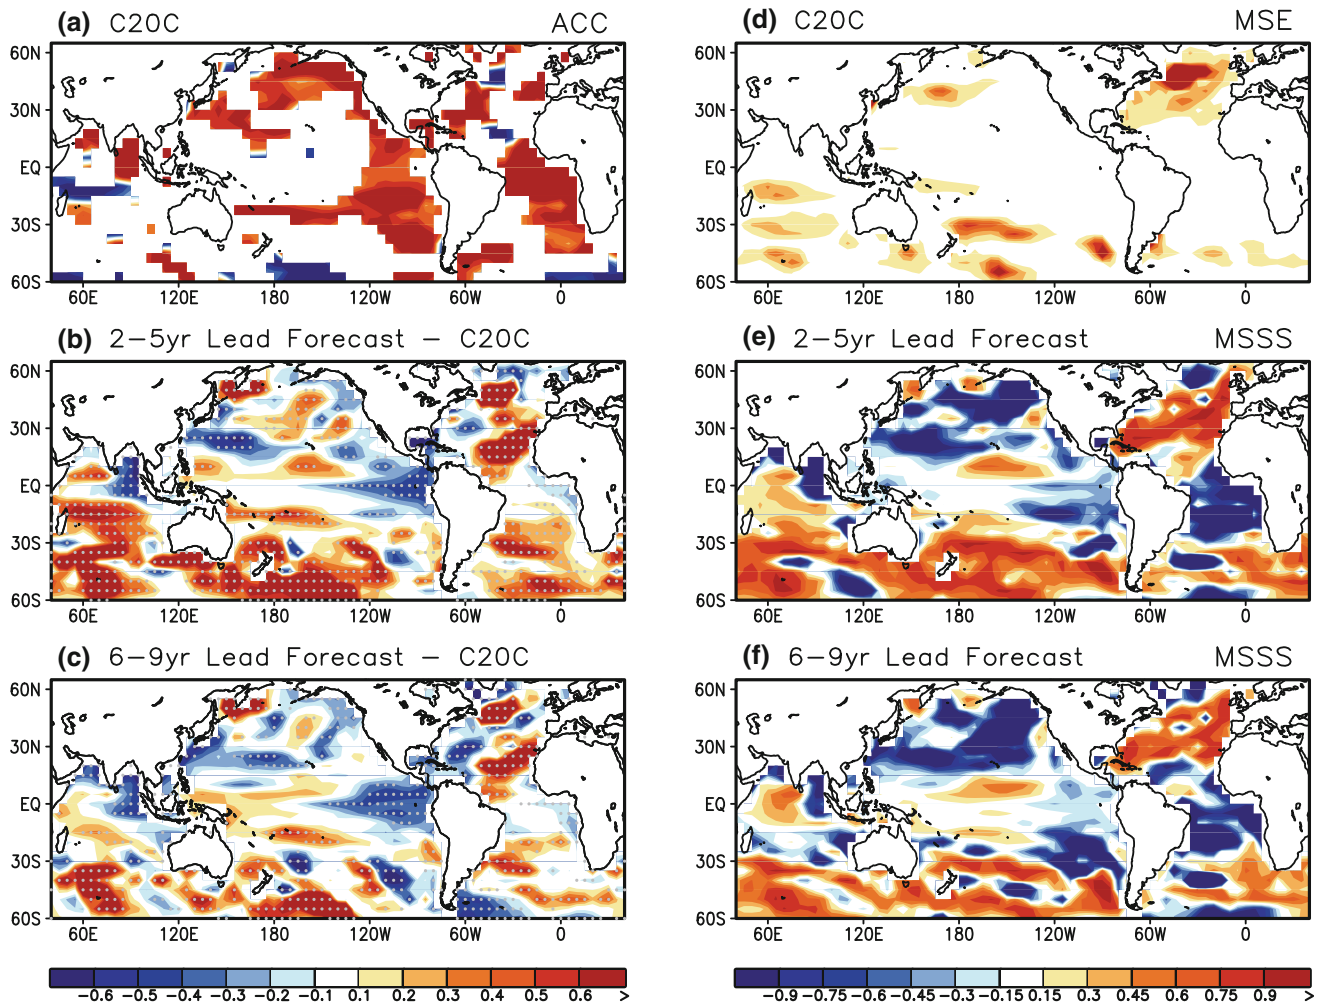 (a) C20C ACC
60N
30N
EQ
30S
60S
60E 120E 180 120W 60W 0
(b) 2-5yr Lead Forecast - C20C
60N
30N
EQ
30S
60S
60E 120E 180 120W 60W 0
(c) 6-9yr Lead Forecast - C20C
60N
30N
EQ
30S
60S
60E 120E 180 120W 60W 0
-0.6 -0.5 -0.4 -0.3 -0.2 -0.1 0.1 0.2 0.3 0.4 0.5 0.6 >
(d) C20C MSE
60N
30N
EQ
30S
60S
60E 120E 180 120W 60W 0
(e) 2-5yr Lead Forecast MSSS
60N
30N
EQ
30S
60S
60E 120E 180 120W 60W 0
(f) 6-9yr Lead Forecast MSSS
60N
30N
EQ
30S
60S
60E 120E 180 120W 60W 0
-0.9 -0.75 -0.6 -0.45 -0.3 -0.15 0.15 0.3 0.45 0.6 0.75 0.9 >